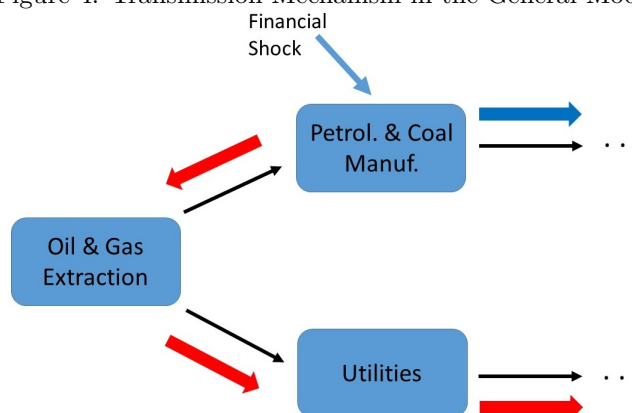 Financial
Shock
Petrol. & Coal
Manuf.
. .
Oil & Gas
Extraction
Utilities
. .